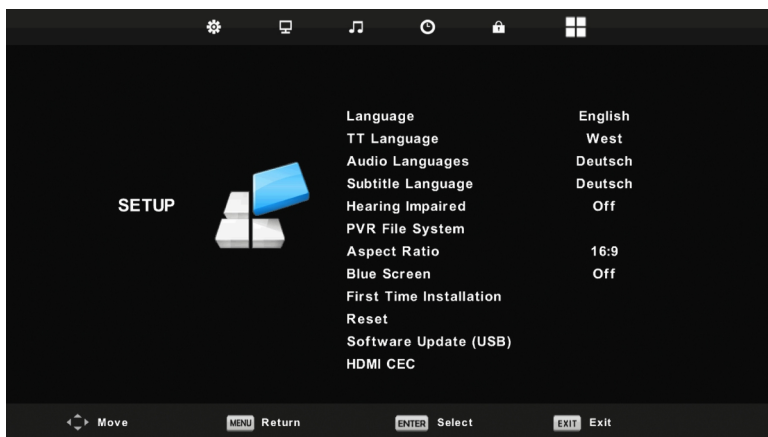 Language English
TT Language West
Audio Languages Deutsch
Subtitle Language Deutsch
SETUP
Hearing Impaired Off
PVR File System
Aspect Ratio 16:9
Blue Screen Off
First Time Installation
Reset
Software Update (USB)
HDMI CEC
Move MENU Return ENTER Select EXIT Exit